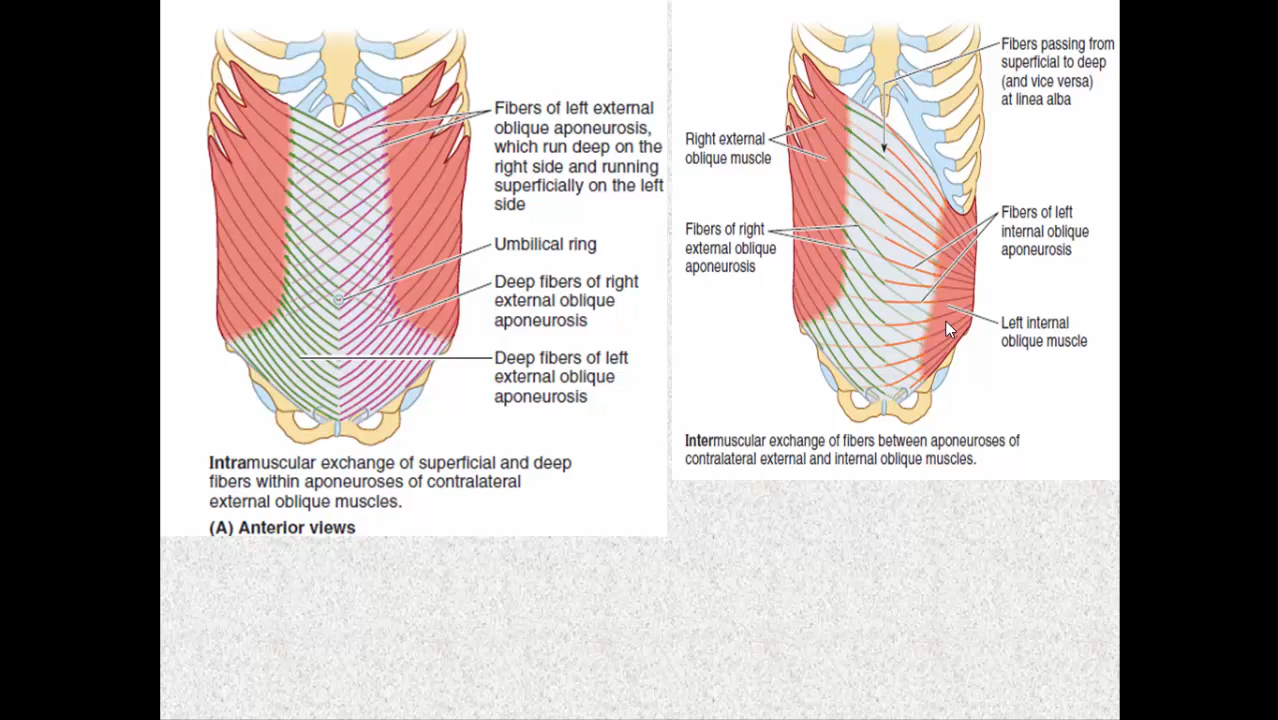 Fibers of left external
oblique aponeurosis,
which run deep on the
right side and running
superficially on the left
side
Umbilical ring
Deep fibers of right
external oblique
aponeurosis
Deep fibers of left
external oblique
aponeurosis
Intramuscular exchange of superficial and deep
fibers within aponeuroses of contralateral
external oblique muscles.
(A) Anterior views
Fibers passing from
superficial to deep
(and vice versa)
at linea alba
Right external
oblique muscle
Fibers of right
external oblique
aponeurosis
Fibers of left
internal oblique
aponeurosis
Left internal
oblique muscle
Intermuscular exchange of fibers between aponeuroses of
contralateral external and internal oblique muscles.